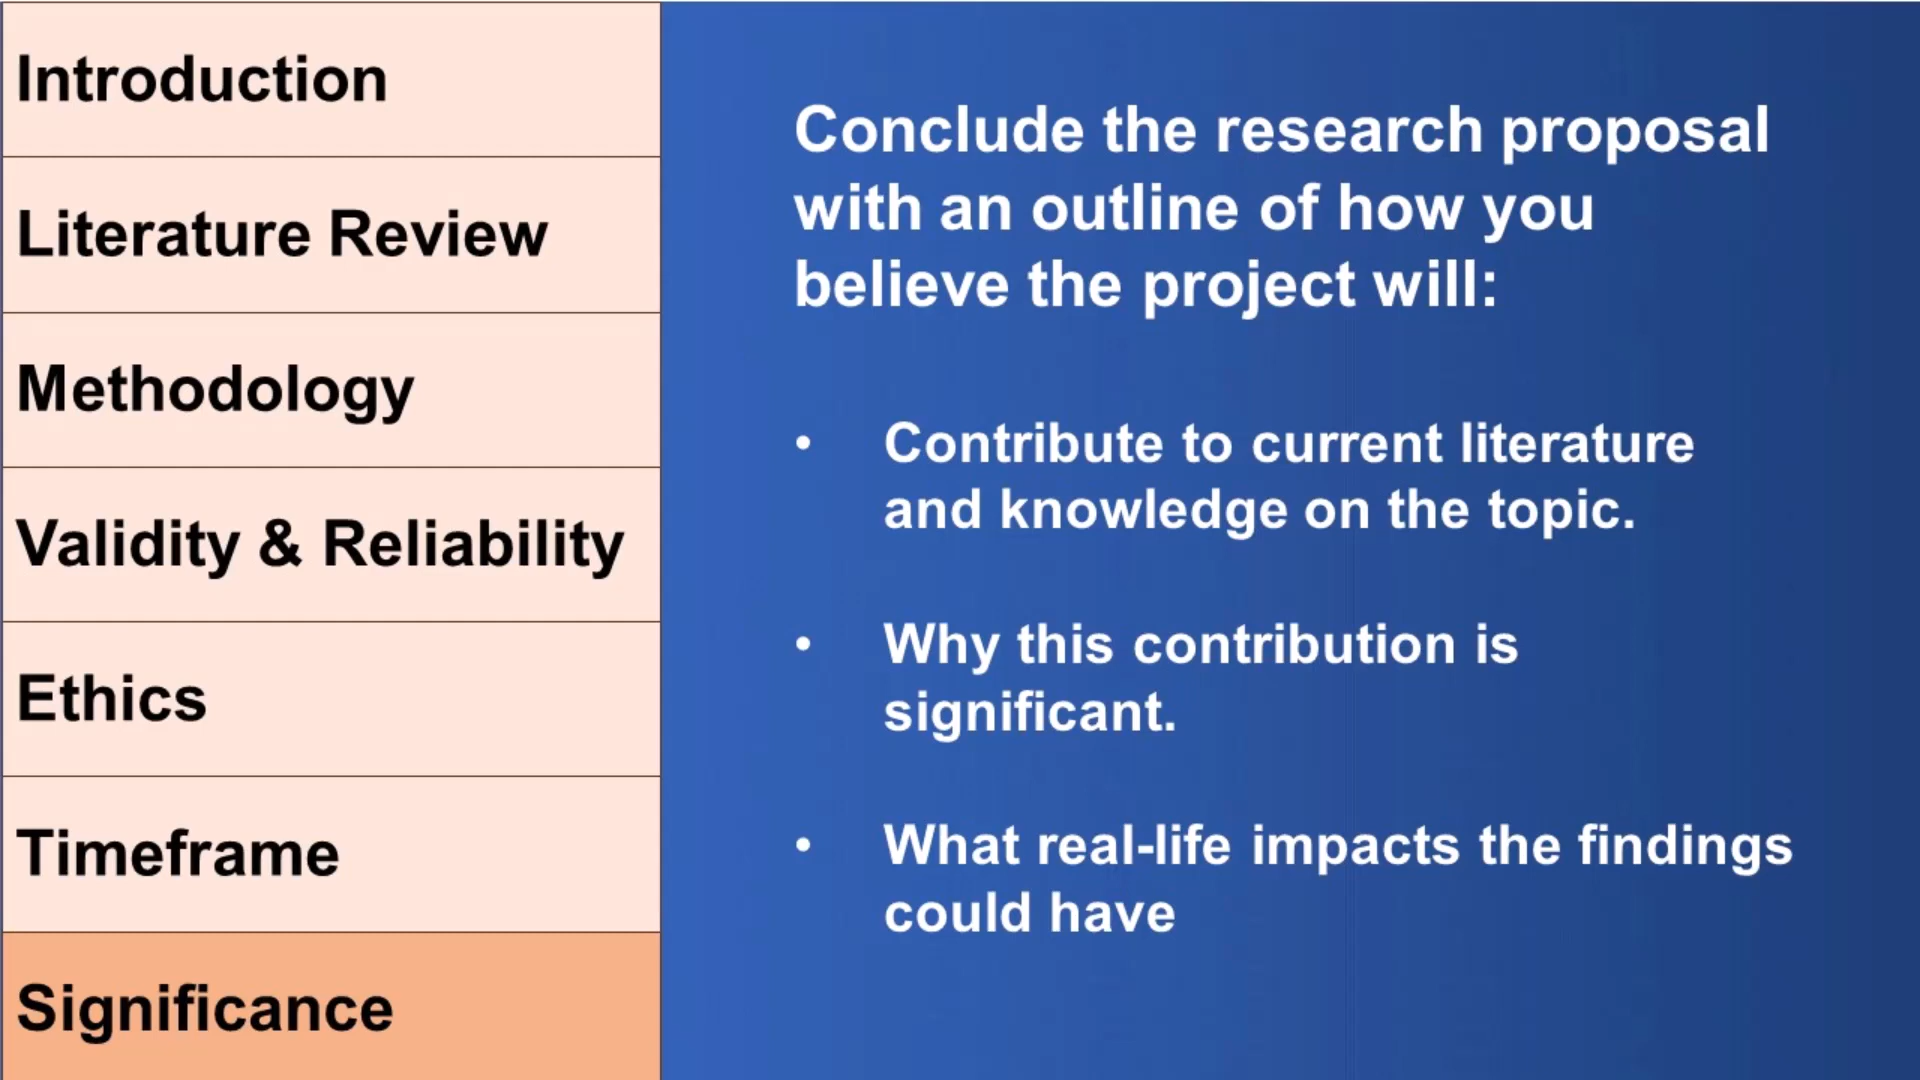 Introduction
Literature Review
Methodology
Validity & Reliability
Ethics
Timeframe
Significance
Conclude the research proposal
with an outline of how you
believe the project will:
• Contribute to current literature
and knowledge on the topic.
• Why this contribution is
significant.
• What real-life impacts the findings
could have